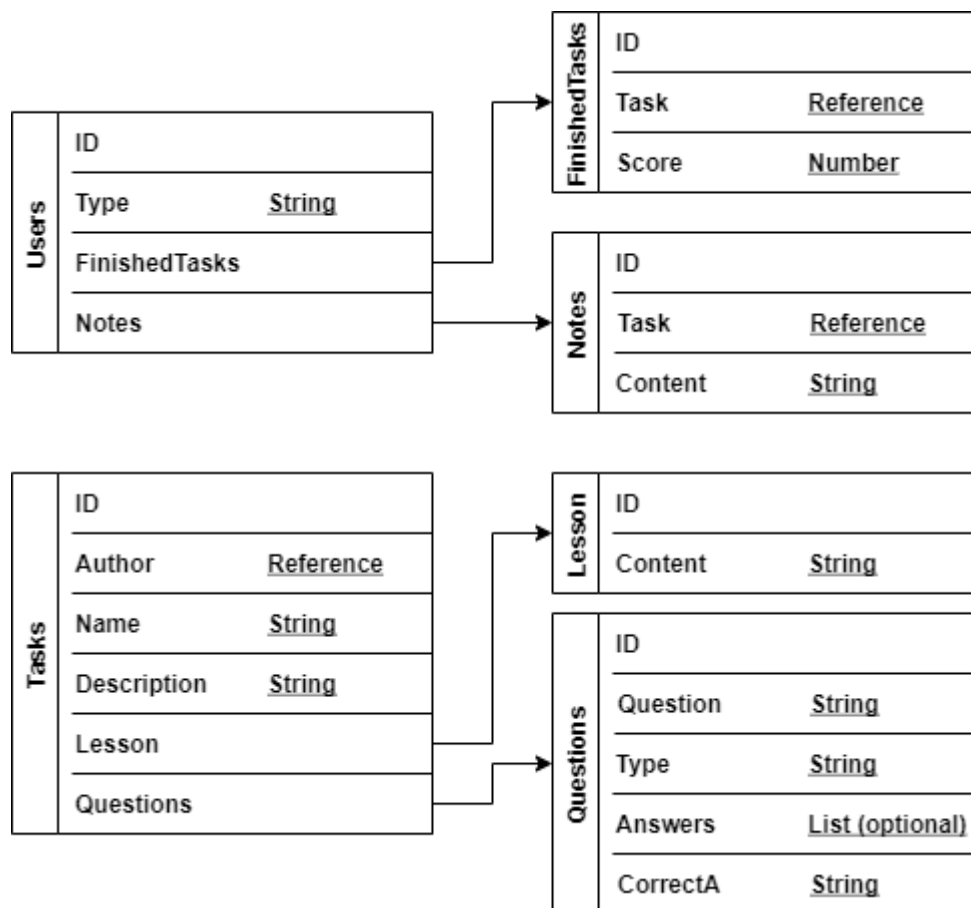 Users
ID
Type String
FinishedTasks
Notes
FinishedTasks
ID
Task Reference
Score Number
Notes
ID
Task Reference
Content String
Tasks
ID
Author Reference
Name String
Description String
Lesson
Questions
Lesson
ID
Content String
Questions
ID
Question String
Type String
Answers List (optional)
CorrectA String